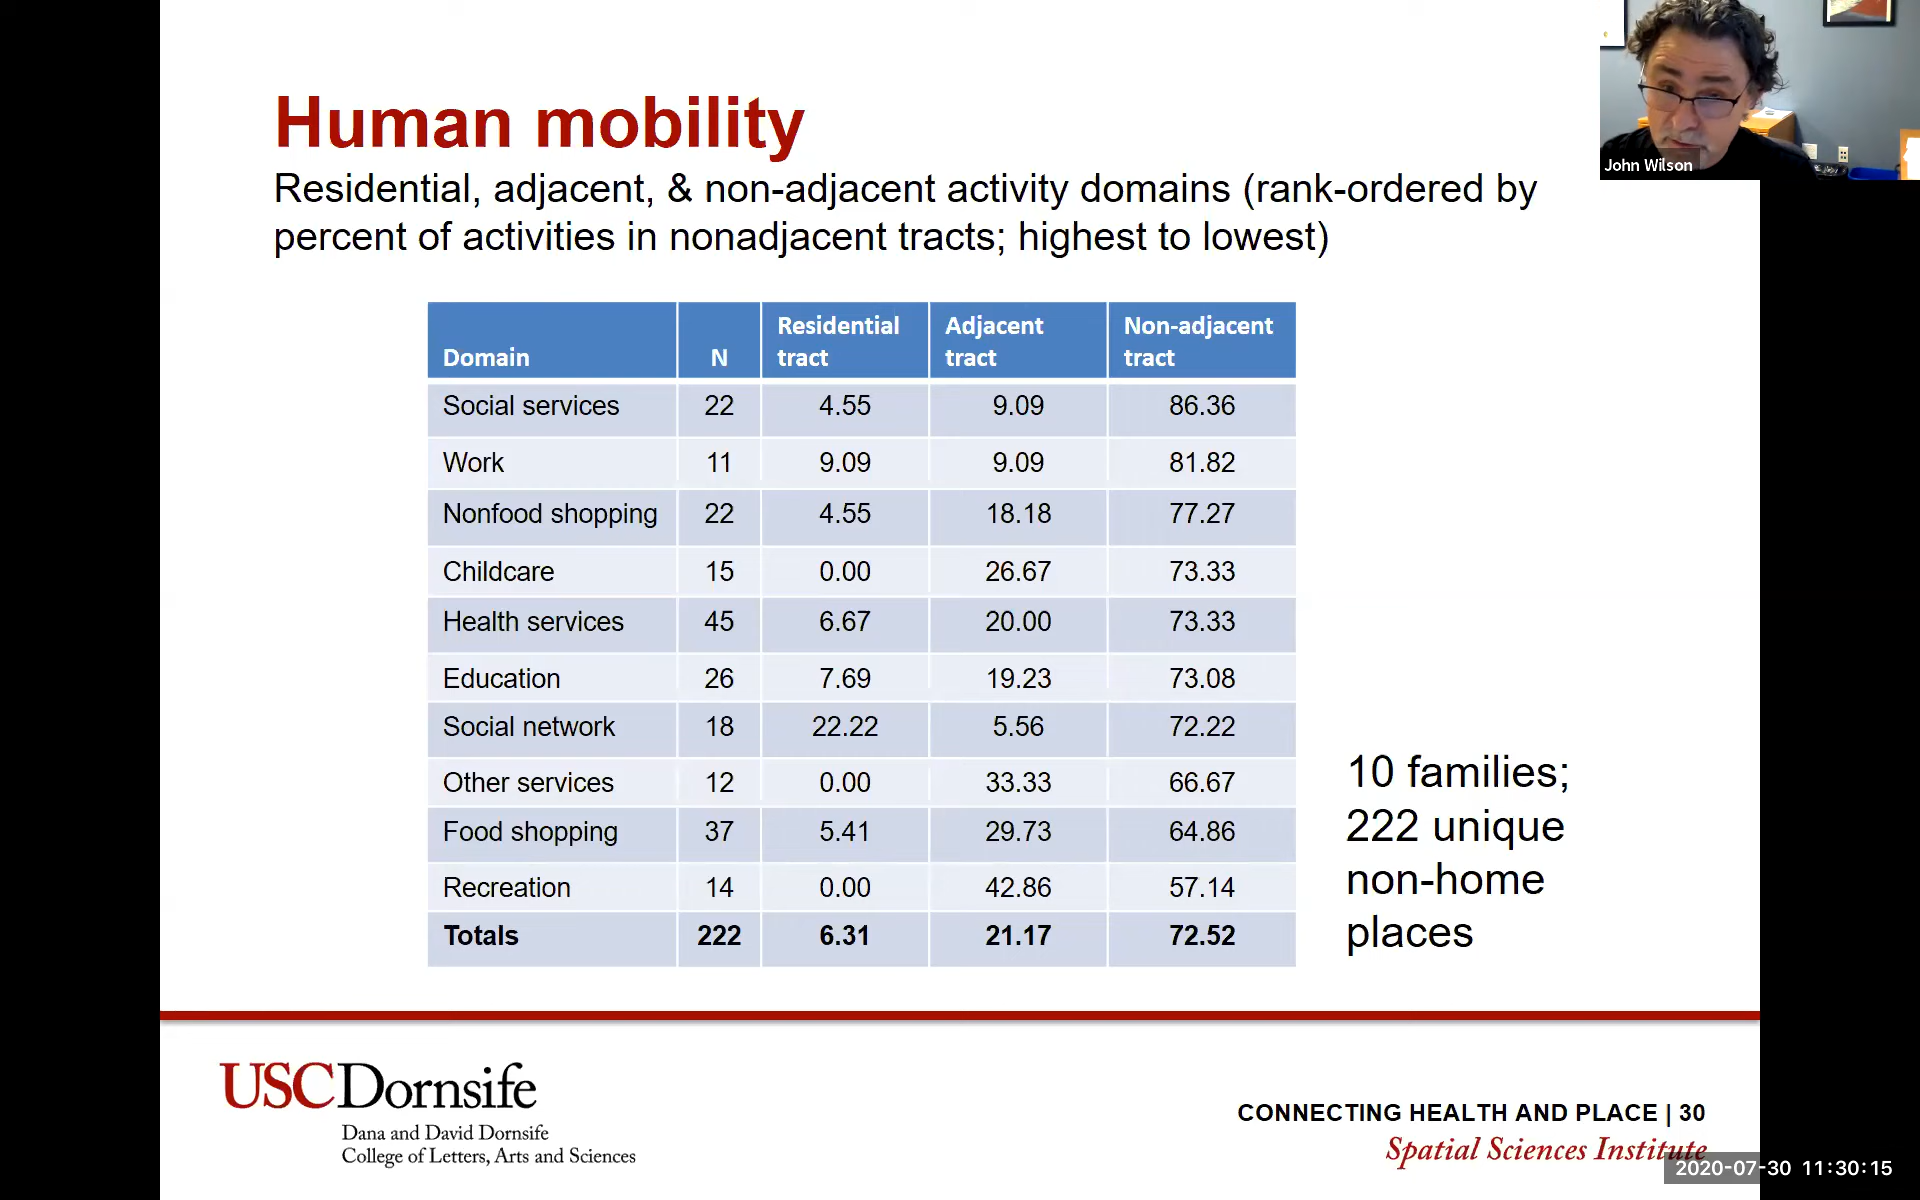 Human mobility
Residential, adjacent, & non-adjacent activity domains (rank-ordered by
percent of activities in nonadjacent tracts; highest to lowest)
John Wilson
Domain N Residential tract Adjacent tract Non-adjacent tract
Social services 22 4.55 9.09 86.36
Work 11 9.09 9.09 81.82
Nonfood shopping 22 4.55 18.18 77.27
Childcare 15 0.00 26.67 73.33
Health services 45 6.67 20.00 73.33
Education 26 7.69 19.23 73.08
Social network 18 22.22 5.56 72.22
Other services 12 0.00 33.33 66.67
Food shopping 37 5.41 29.73 64.86
Recreation 14 0.00 42.86 57.14
Totals 222 6.31 21.17 72.52
10 families;
222 unique
non-home
places
USCDornsife
Dana and David Dornsife
College of Letters, Arts and Sciences
CONNECTING HEALTH AND PLACE | 30
Spatial Sciences Institute
2020-07-30 11:30:15